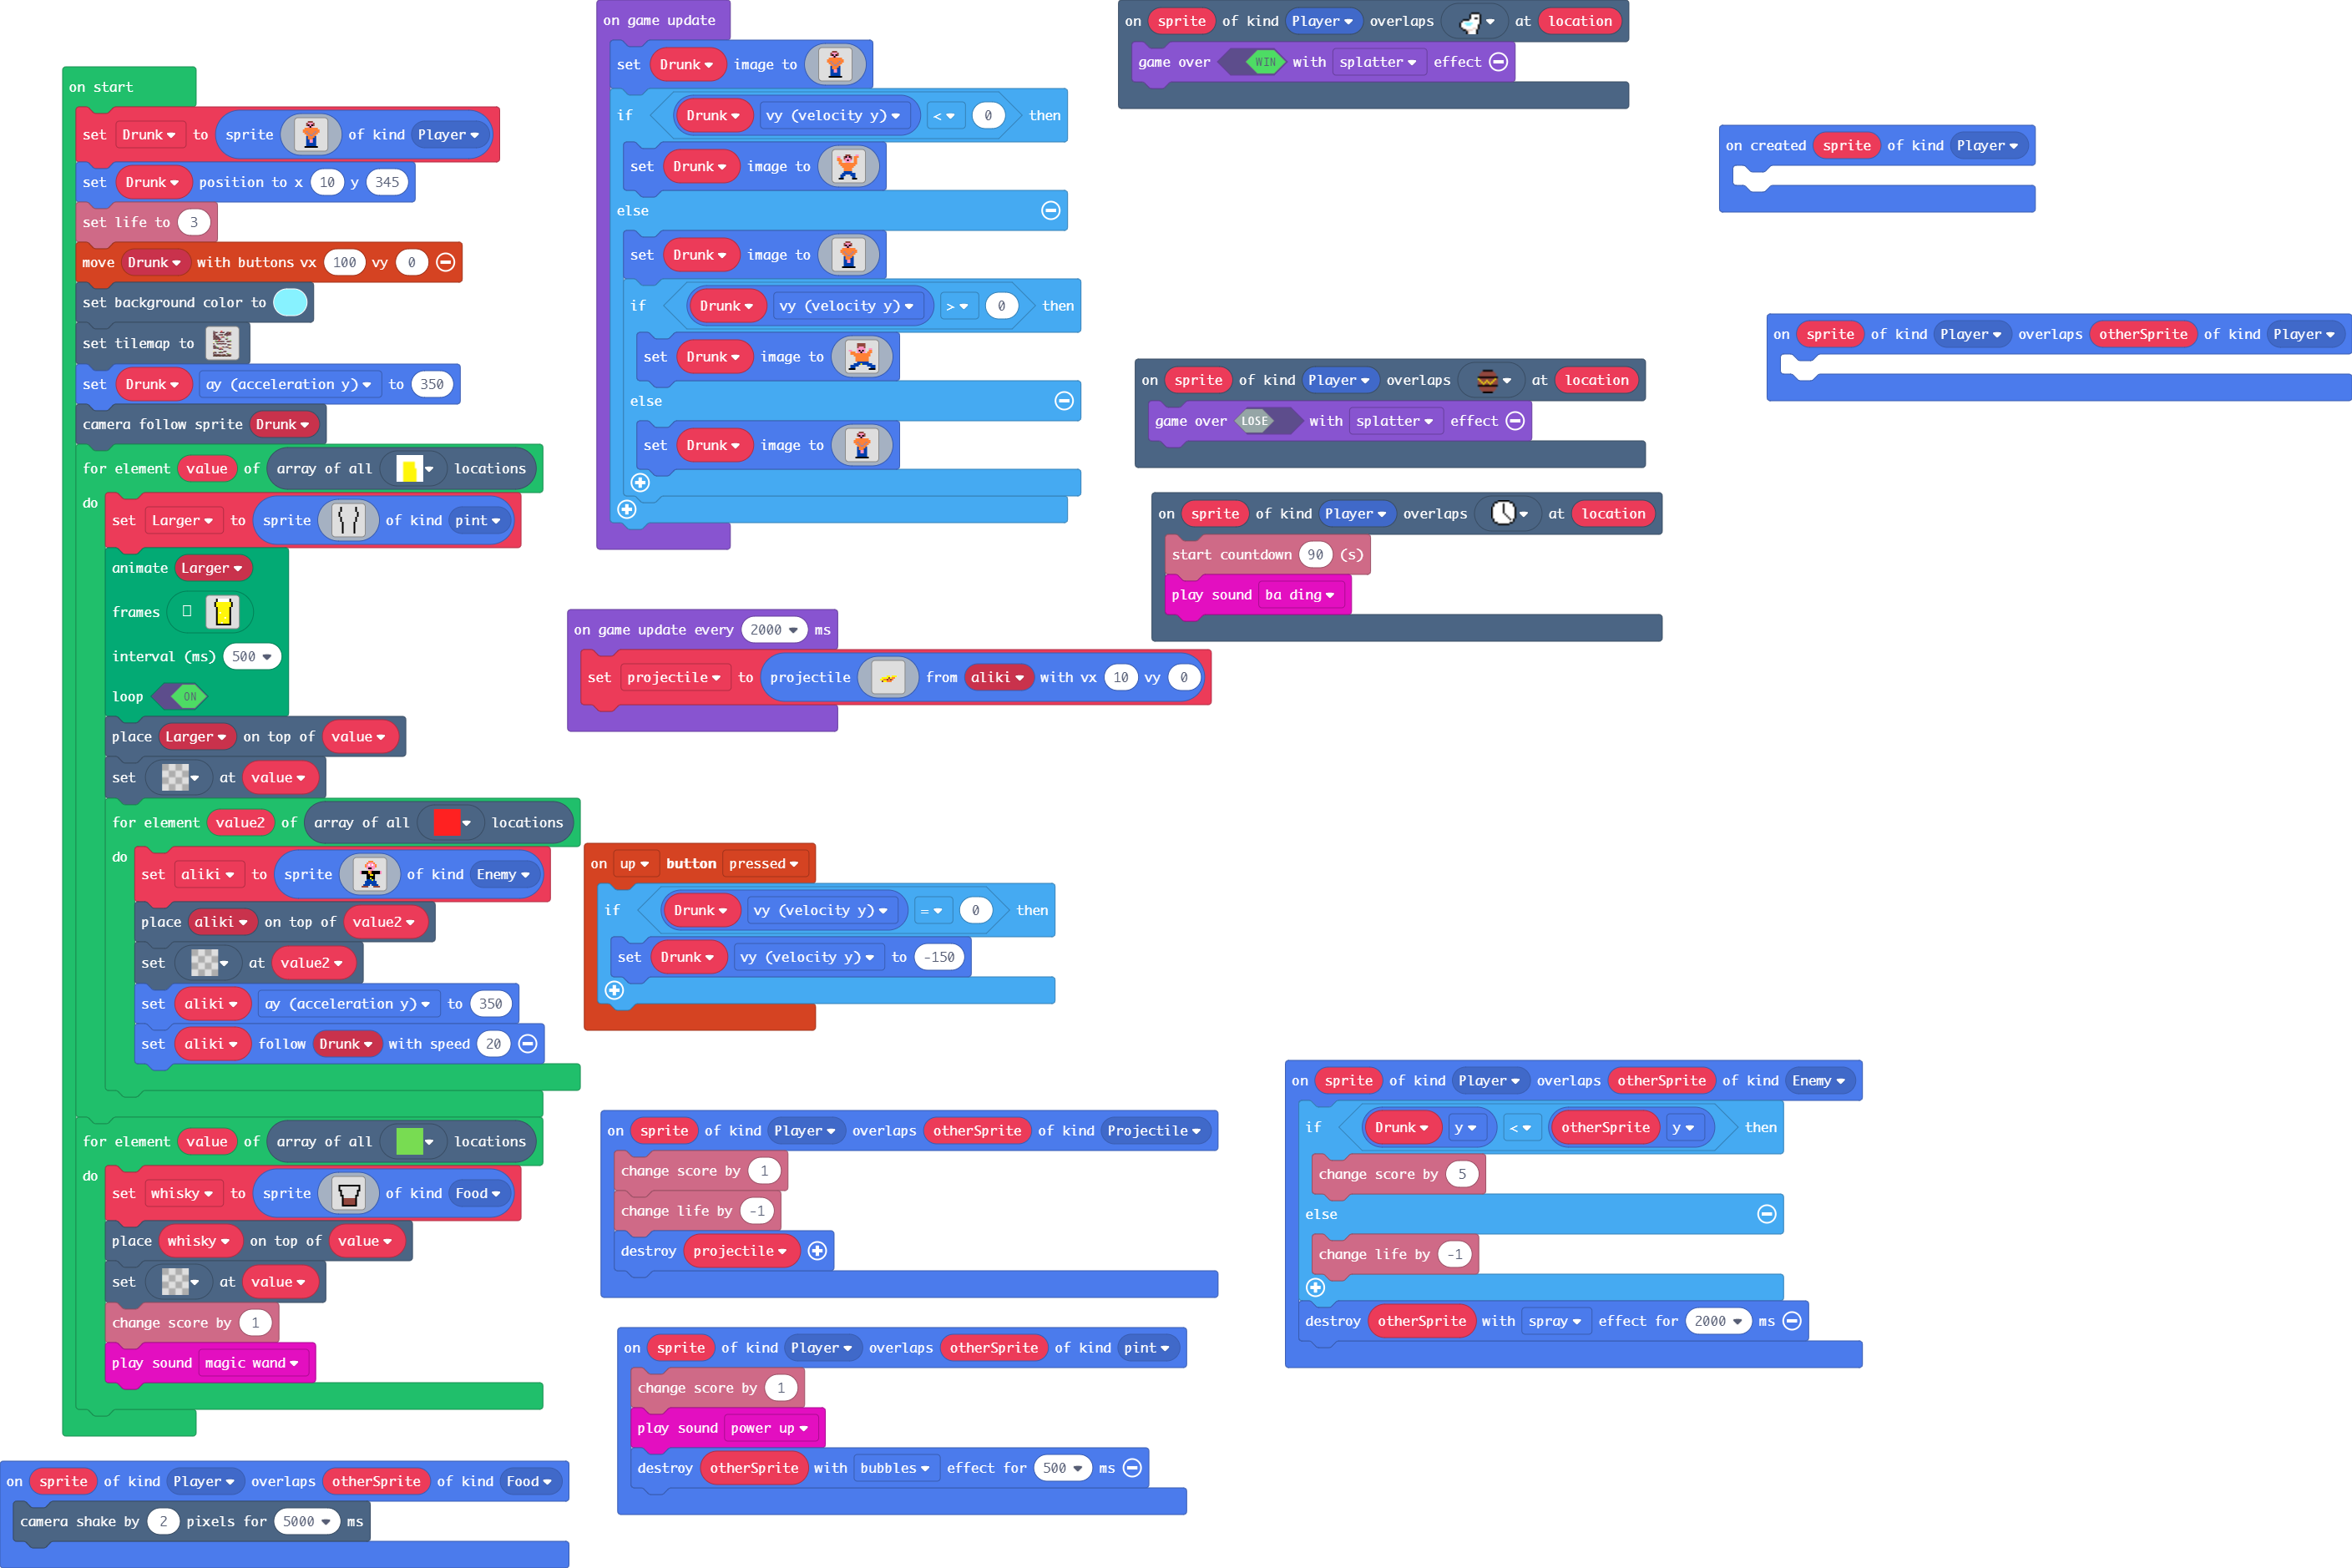 on start
set Drunk to sprite of kind Player
set Drunk position to x 10 y 345
set life to 3
move Drunk with buttons vx 100 vy 0
set background color to
set tilemap to
set Drunk ay (acceleration y) to 350
camera follow sprite Drunk
for element value of array of all locations
do
set Larger to sprite of kind pint
animate Larger
frames
interval (ms) 500
loop ON
place Larger on top of value
set at value
for element value2 of array of all locations
do
set aliki to sprite of kind Enemy
place aliki on top of value2
set at value2
set aliki ay (acceleration y) to 350
set aliki follow Drunk with speed 20
for element value of array of all locations
do
set whisky to sprite of kind Food
place whisky on top of value
set at value
change score by 1
play sound magic wand
on sprite of kind Player overlaps otherSprite of kind Food
camera shake by 2 pixels for 5000 ms
on game update
set Drunk image to
if Drunk vy (velocity y) < 0 then
set Drunk image to
else
set Drunk image to
if Drunk vy (velocity y) > 0 then
set Drunk image to
else
set Drunk image to
on game update every 2000 ms
set projectile to projectile from aliki with vx 10 vy 0
on up button pressed
if Drunk vy (velocity y) = 0 then
set Drunk vy (velocity y) to -150
on sprite of kind Player overlaps otherSprite of kind Projectile
change score by 1
change life by -1
destroy projectile
on sprite of kind Player overlaps otherSprite of kind pint
change score by 1
play sound power up
destroy otherSprite with bubbles effect for 500 ms
on sprite of kind Player overlaps at location
game over WIN with splatter effect
on sprite of kind Player overlaps at location
game over LOSE with splatter effect
on sprite of kind Player overlaps at location
start countdown 90 (s)
play sound ba ding
on sprite of kind Player overlaps otherSprite of kind Enemy
if Drunk y < otherSprite y then
change score by 5
else
change life by -1
destroy otherSprite with spray effect for 2000 ms
on created sprite of kind Player
on sprite of kind Player overlaps otherSprite of kind Player